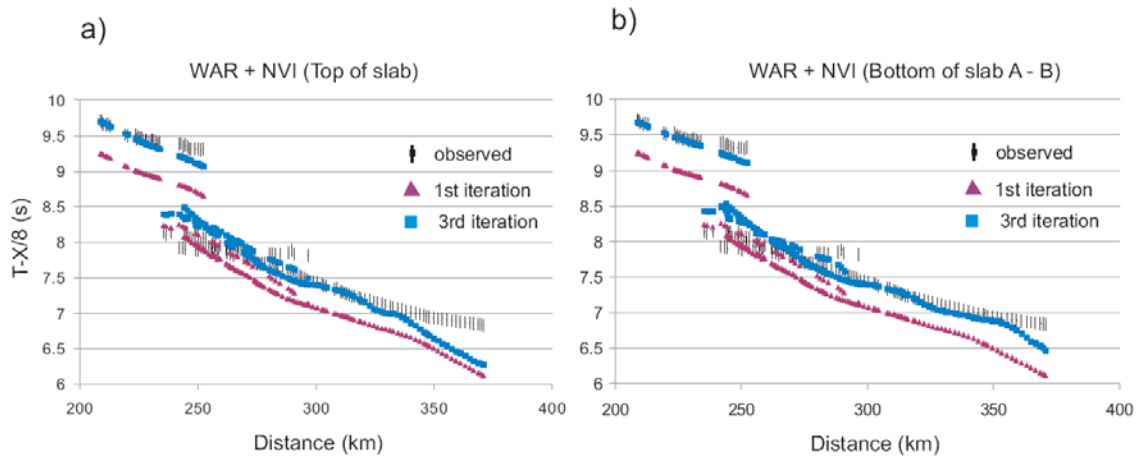 a)
WAR + NVI (Top of slab)
10
9.5
9
8.5
8
7.5
7
6.5
6
T-X/8 (s)
observed
1st iteration
3rd iteration
200 250 300 350 400
Distance (km)
b)
WAR + NVI (Bottom of slab A - B)
10
9.5
9
8.5
8
7.5
7
6.5
6
observed
1st iteration
3rd iteration
200 250 300 350 400
Distance (km)